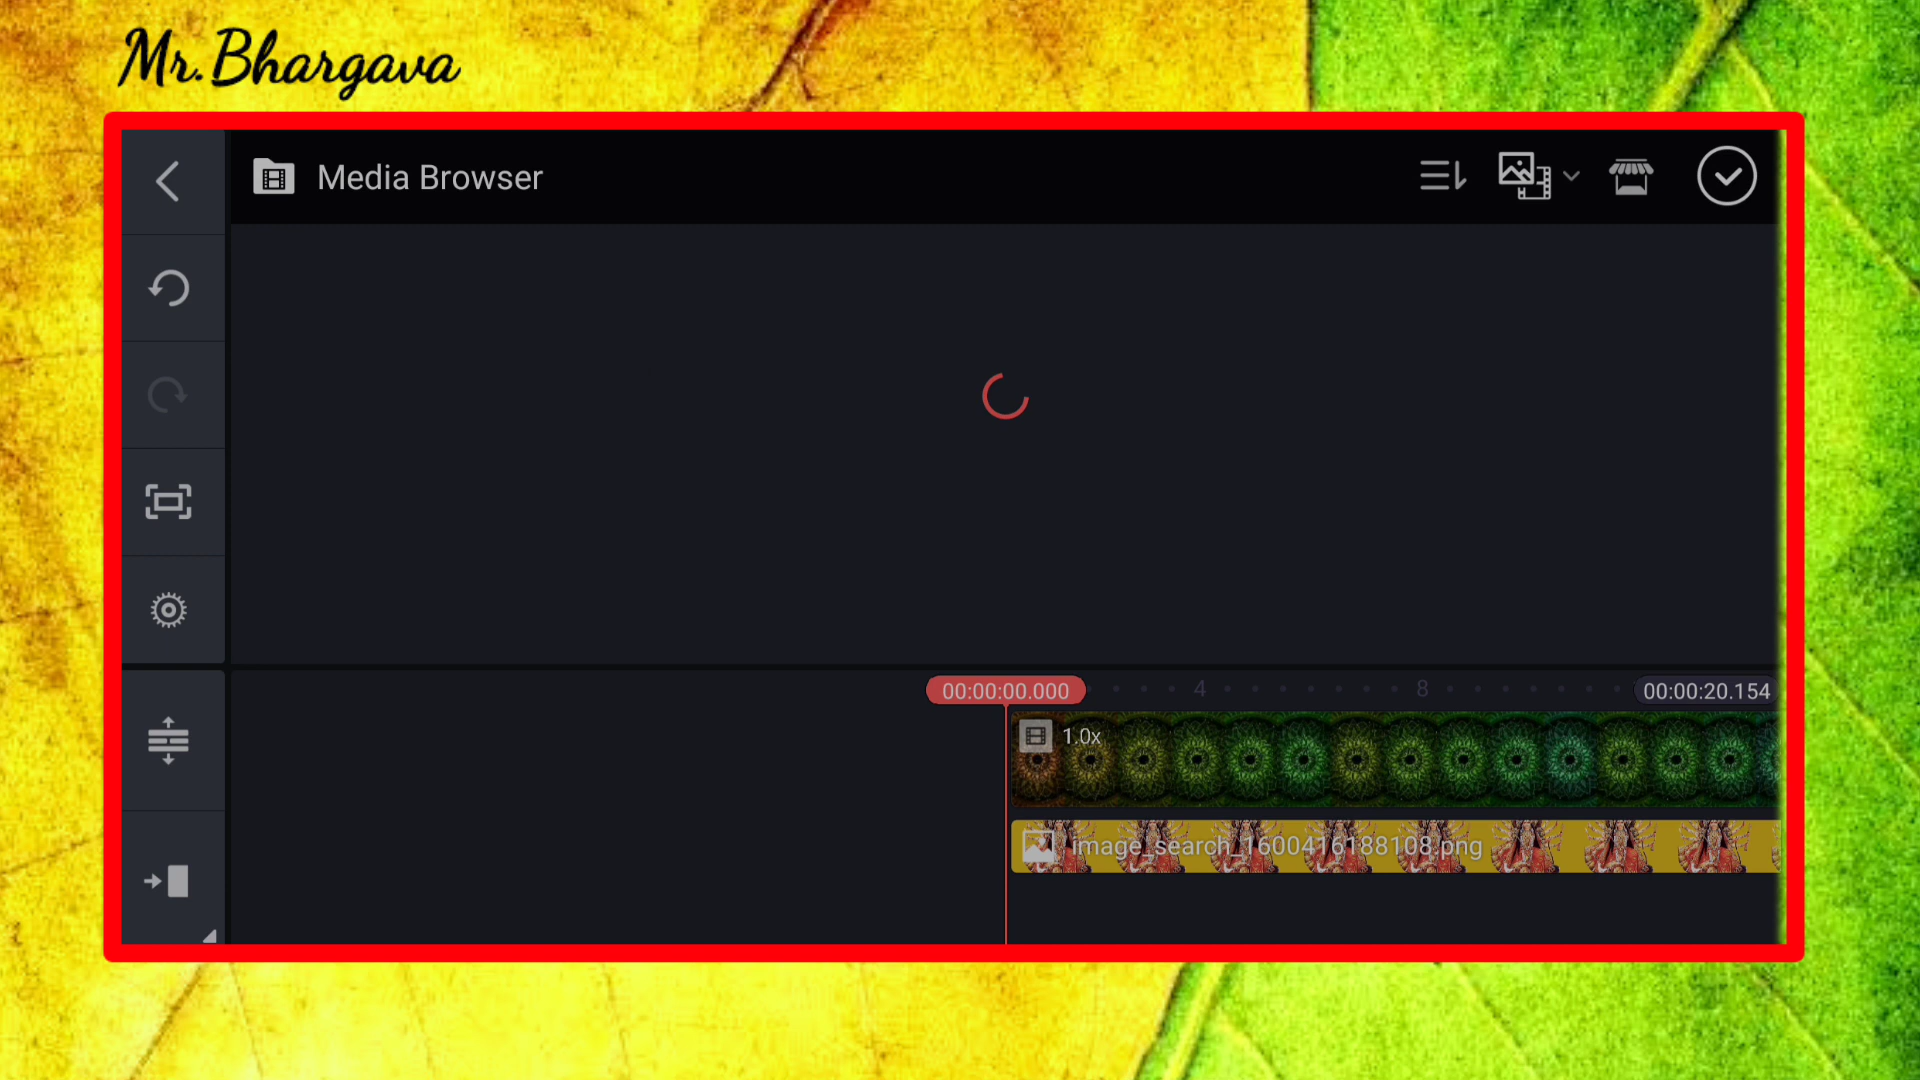 Mr.Bhargava
Media Browser
00:00:00.000
4
8
00:00:20.154
1.0x
image_search_1600416188108.png